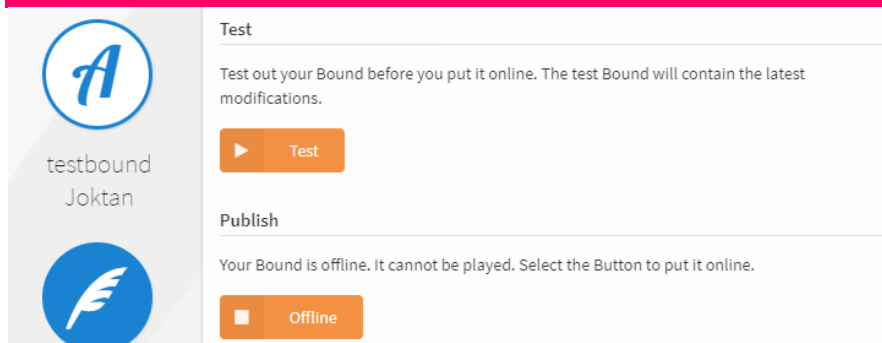 A
testbound
Joktan
Test
Test out your Bound before you put it online. The test Bound will contain the latest
modifications.
Test
Publish
Your Bound is offline. It cannot be played. Select the Button to put it online.
Offline